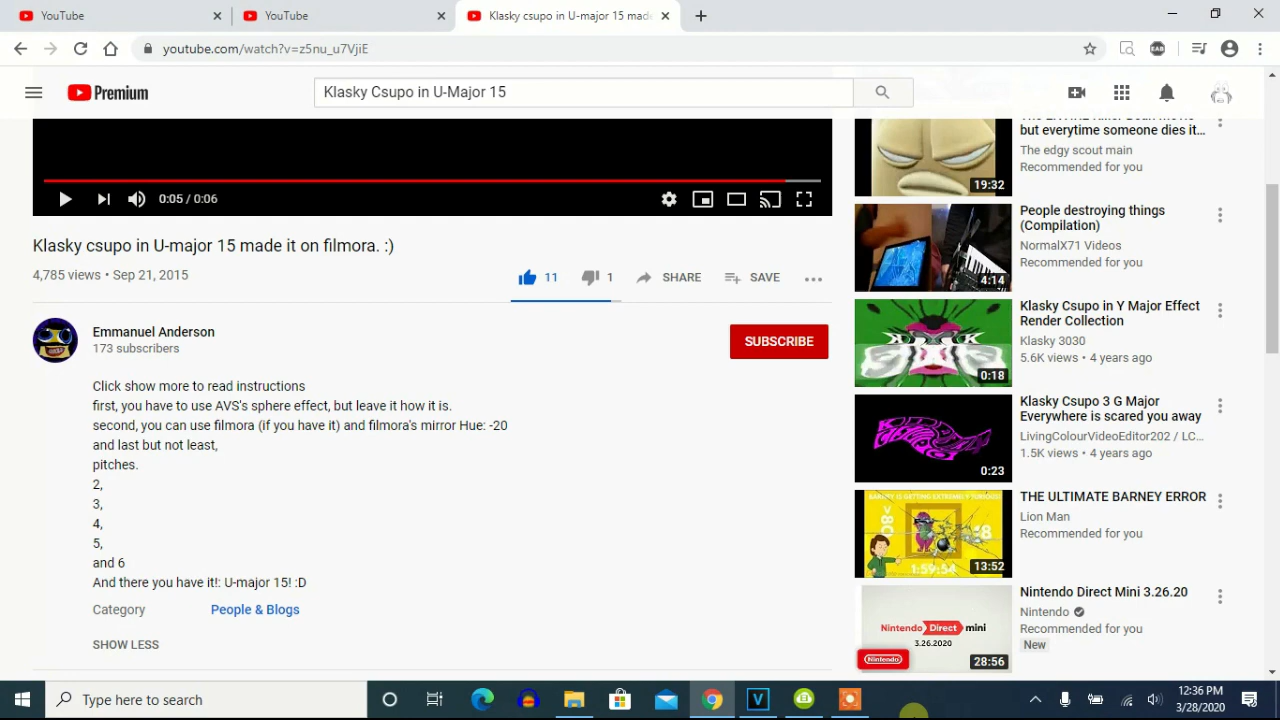 YouTube
YouTube
Klasky csupo in U-major 15 made
youtube.com/watch?v=z5nu_u7VjiE
EAB
Premium
Klasky Csupo in U-Major 15
0:05 / 0:06
Klasky csupo in U-major 15 made it on filmora. :)
4,785 views • Sep 21, 2015
11
1
SHARE
SAVE
Emmanuel Anderson
173 subscribers
SUBSCRIBE
Click show more to read instructions
first, you have to use AVS's sphere effect, but leave it how it is.
second, you can use filmora (if you have it) and filmora's mirror Hue: -20
and last but not least,
pitches.
2,
3,
4,
5,
and 6
And there you have it!: U-major 15! :D
Category
People & Blogs
SHOW LESS
but everytime someone dies it...
The edgy scout main
Recommended for you
19:32
People destroying things
(Compilation)
NormalX71 Videos
Recommended for you
4:14
Klasky Csupo in Y Major Effect
Render Collection
Klasky 3030
5.6K views • 4 years ago
0:18
Klasky Csupo 3 G Major
Everywhere is scared you away
LivingColourVideoEditor202 / LC...
1.5K views • 4 years ago
0:23
THE ULTIMATE BARNEY ERROR
Lion Man
Recommended for you
1:59:54
13:52
Nintendo Direct Mini 3.26.20
Nintendo
Recommended for you
New
Nintendo Direct mini
3.26.2020
Nintendo
28:56
Type here to search
12:36 PM
3/28/2020